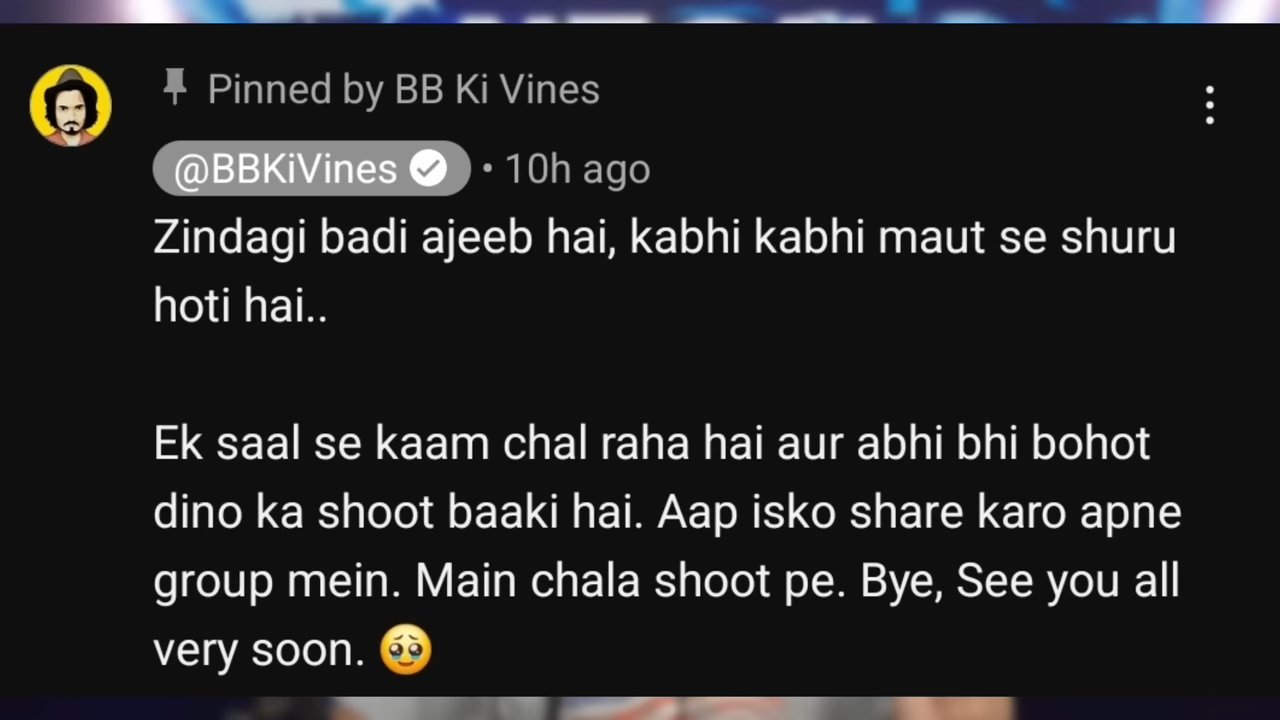 Pinned by BB Ki Vines
@BBKiVines • 10h ago
Zindagi badi ajeeb hai, kabhi kabhi maut se shuru
hoti hai..
Ek saal se kaam chal raha hai aur abhi bhi bohot
dino ka shoot baaki hai. Aap isko share karo apne
group mein. Main chala shoot pe. Bye, See you all
very soon. 🥹